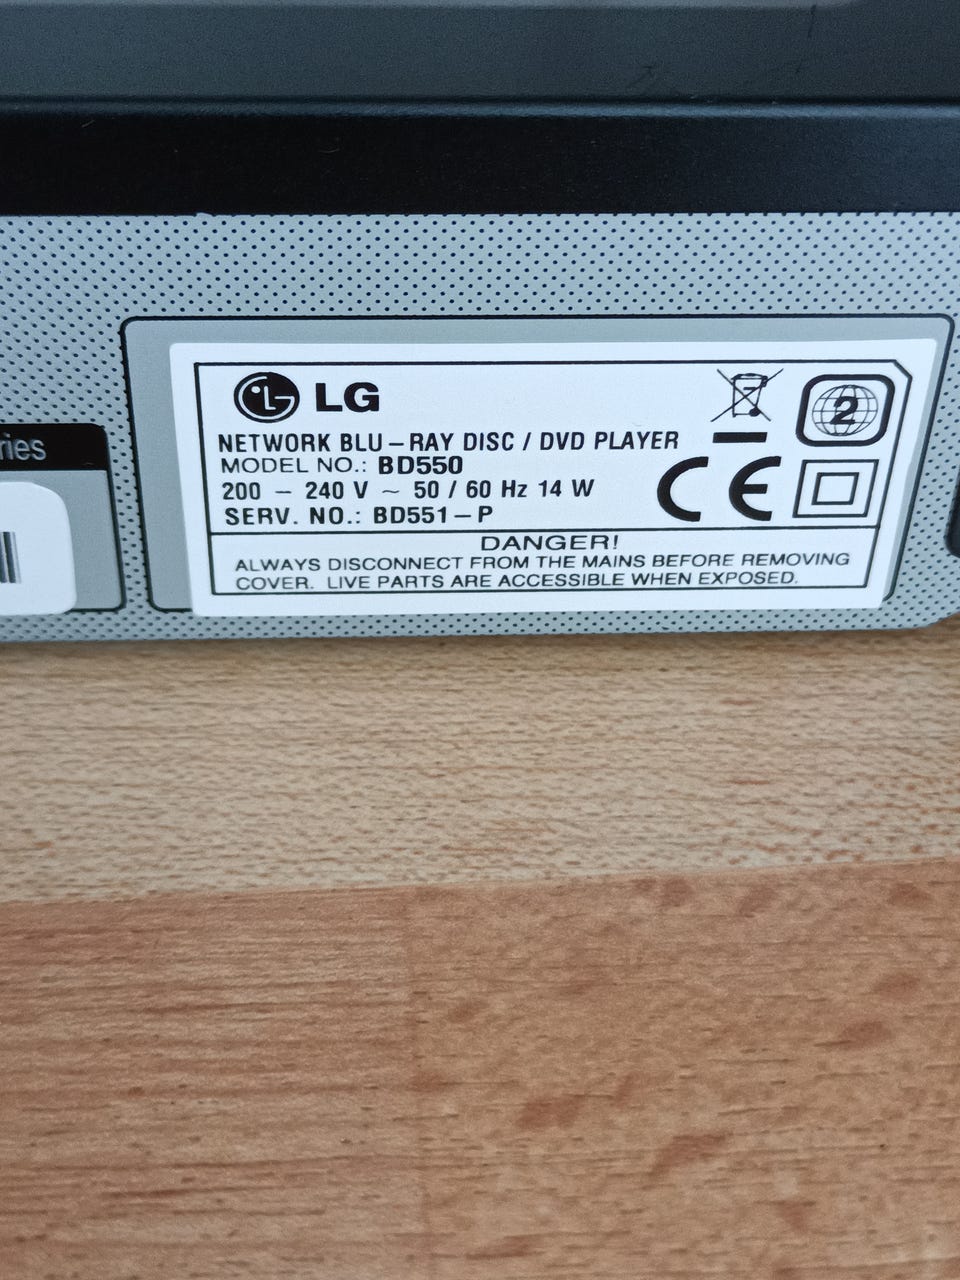 ries
LG
2
NETWORK BLU-RAY DISC / DVD PLAYER
MODEL NO.: BD550
200 - 240 V ~ 50 / 60 Hz 14 W
SERV. NO.: BD551-P
CE
DANGER!
ALWAYS DISCONNECT FROM THE MAINS BEFORE REMOVING
COVER. LIVE PARTS ARE ACCESSIBLE WHEN EXPOSED.